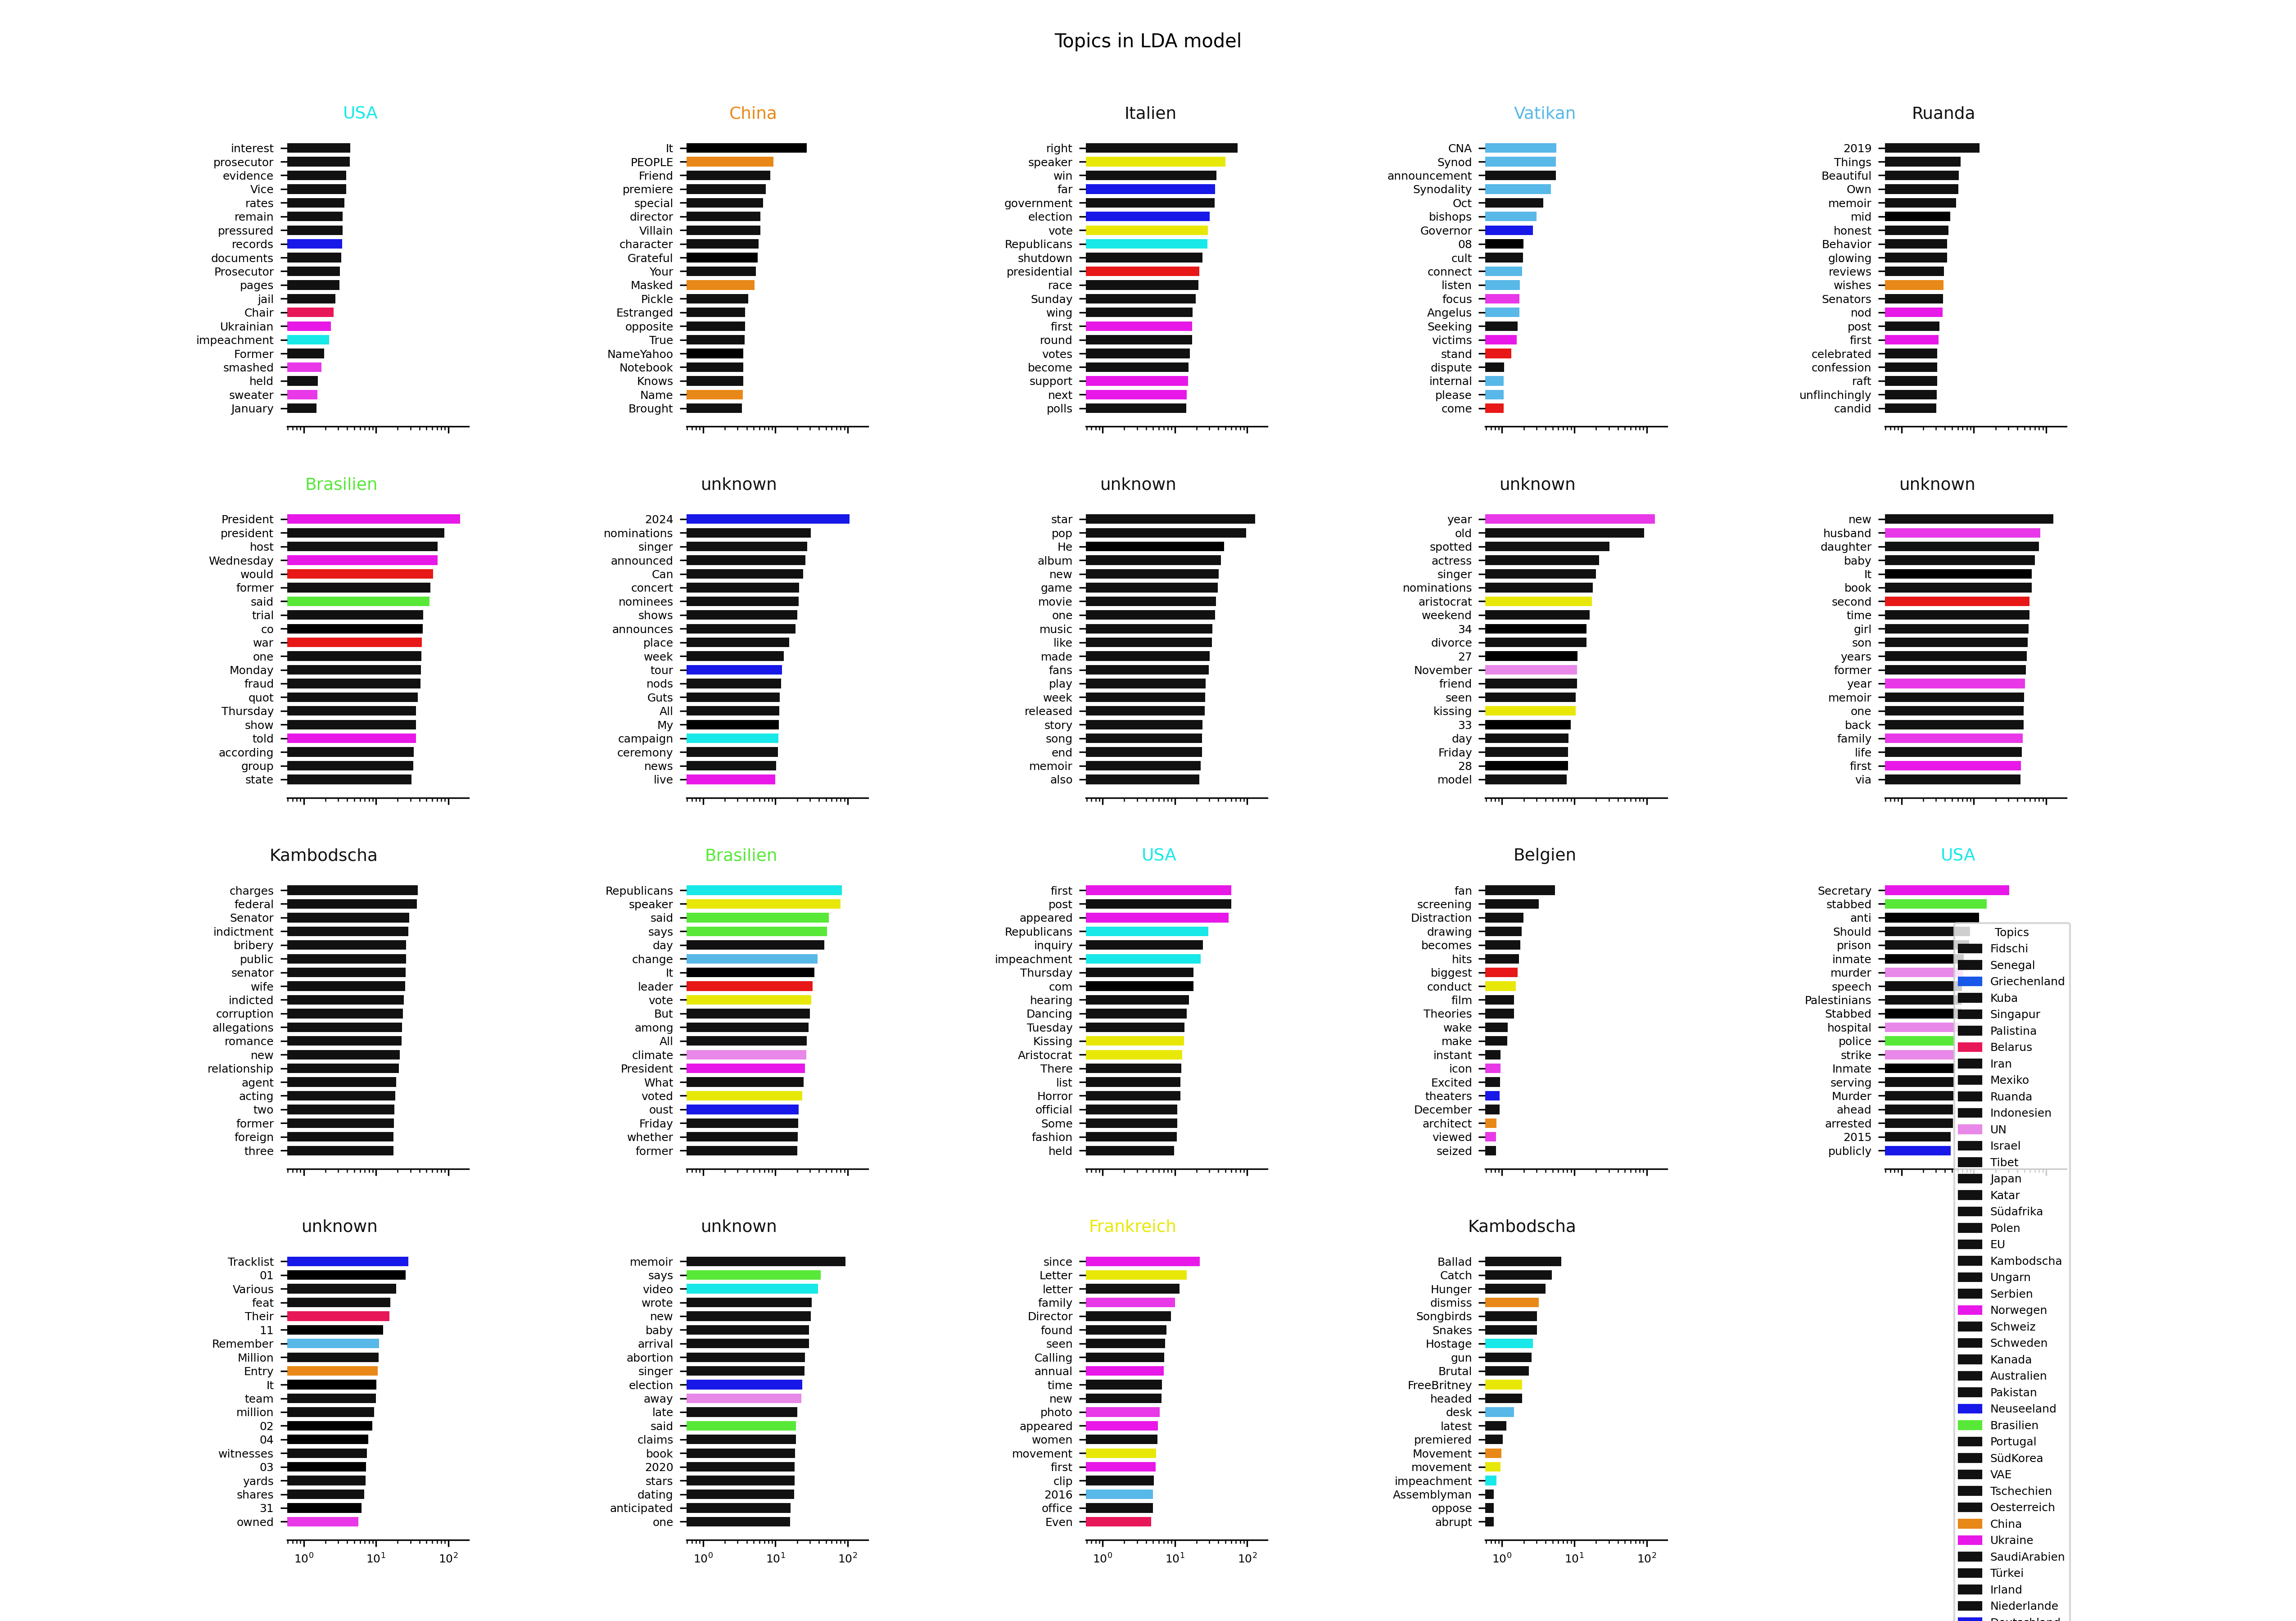 Topics in LDA model
USA
interest
prosecutor
evidence
Vice
rates
remain
pressured
records
documents
Prosecutor
pages
jail
Chair
Ukrainian
impeachment
Former
smashed
held
sweater
January
China
It
PEOPLE
Friend
premiere
special
director
Villain
character
Grateful
Your
Masked
Pickle
Estranged
opposite
True
NameYahoo
Notebook
Knows
Name
Brought
Italien
right
speaker
win
far
government
election
vote
Republicans
shutdown
presidential
race
Sunday
wing
first
round
votes
become
support
next
polls
Vatikan
CNA
Synod
announcement
Synodality
Oct
bishops
Governor
08
cult
connect
listen
focus
Angelus
Seeking
victims
stand
dispute
internal
please
come
Ruanda
2019
Things
Beautiful
Own
memoir
mid
honest
Behavior
glowing
reviews
wishes
Senators
nod
post
first
celebrated
confession
raft
unflinchingly
candid
Brasilien
President
president
host
Wednesday
would
former
said
trial
co
war
one
Monday
fraud
quot
Thursday
show
told
according
group
state
unknown
2024
nominations
singer
announced
Can
concert
nominees
shows
announces
place
week
tour
nods
Guts
All
My
campaign
ceremony
news
live
unknown
star
pop
He
album
new
game
movie
one
music
like
made
fans
play
week
released
story
song
end
memoir
also
unknown
year
old
spotted
actress
singer
nominations
aristocrat
weekend
34
divorce
27
November
friend
seen
kissing
33
day
Friday
28
model
unknown
new
husband
daughter
baby
It
book
second
time
girl
son
years
former
year
memoir
one
back
family
life
first
via
Kambodscha
charges
federal
Senator
indictment
bribery
public
senator
wife
indicted
corruption
allegations
romance
new
relationship
agent
acting
two
former
foreign
three
Brasilien
Republicans
speaker
said
says
day
change
It
leader
vote
But
among
All
climate
President
What
voted
oust
Friday
whether
former
USA
first
post
appeared
Republicans
inquiry
impeachment
Thursday
com
hearing
Dancing
Tuesday
Kissing
Aristocrat
There
list
Horror
official
Some
fashion
held
Belgien
fan
screening
Distraction
drawing
becomes
hits
biggest
conduct
film
Theories
wake
make
instant
icon
Excited
theaters
December
architect
viewed
seized
USA
Secretary
stabbed
anti
Should
prison
inmate
murder
speech
Palestinians
Stabbed
hospital
police
strike
Inmate
serving
Murder
ahead
arrested
2015
publicly
unknown
Tracklist
01
Various
feat
Their
11
Remember
Million
Entry
It
team
million
02
04
witnesses
03
yards
shares
31
owned
10⁰ 10¹ 10²
unknown
memoir
says
video
wrote
new
baby
arrival
abortion
singer
election
away
late
said
claims
book
2020
stars
dating
anticipated
one
10⁰ 10¹ 10²
Frankreich
since
Letter
letter
family
Director
found
seen
Calling
annual
time
new
photo
appeared
women
movement
first
clip
2016
office
Even
10⁰ 10¹ 10²
Kambodscha
Ballad
Catch
Hunger
dismiss
Songbirds
Snakes
Hostage
gun
Brutal
FreeBritney
headed
desk
latest
premiered
Movement
movement
impeachment
Assemblyman
oppose
abrupt
10⁰ 10¹ 10²
Topics
Fidschi
Senegal
Griechenland
Kuba
Singapur
Palistina
Belarus
Iran
Mexiko
Ruanda
Indonesien
UN
Israel
Tibet
Japan
Katar
Südafrika
Polen
EU
Kambodscha
Ungarn
Serbien
Norwegen
Schweiz
Schweden
Kanada
Australien
Pakistan
Neuseeland
Brasilien
Portugal
SüdKorea
VAE
Tschechien
Oesterreich
China
Ukraine
SaudiArabien
Türkei
Irland
Niederlande